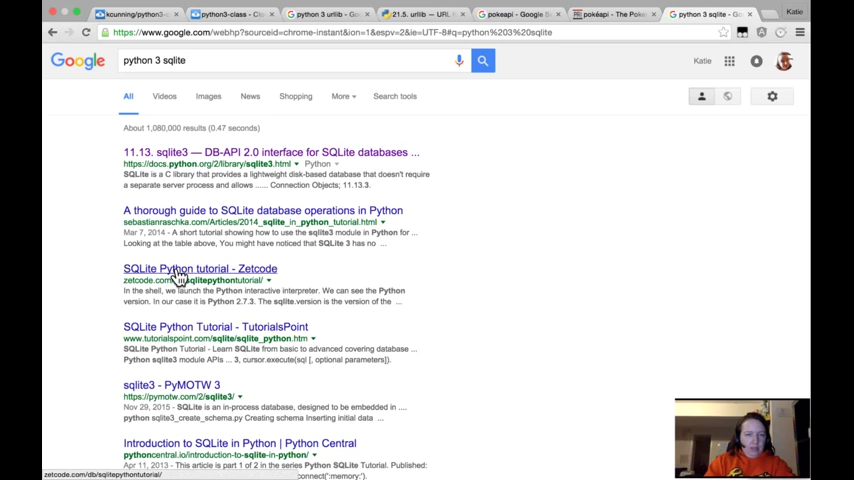 kcunning/python3-c
python3-class - Clo
python 3 urllib - Go
21.5. urllib — URL h
pokeapi - Google Se
pokéapi - The Poke
python 3 sqlite - Go
Katie
https://www.google.com/webhp?sourceid=chrome-instant&ion=1&espv=2&ie=UTF-8#q=python%203%20sqlite
Google
python 3 sqlite
Katie
All Videos Images News Shopping More Search tools
About 1,080,000 results (0.47 seconds)
11.13. sqlite3 — DB-API 2.0 interface for SQLite databases ...
https://docs.python.org/2/library/sqlite3.html Python
SQLite is a C library that provides a lightweight disk-based database that doesn't require
a separate server process and allows ...... Connection Objects; 11.13.3.
A thorough guide to SQLite database operations in Python
sebastianraschka.com/Articles/2014_sqlite_in_python_tutorial.html
Mar 7, 2014 - A short tutorial showing how to use the sqlite3 module in Python for ...
Looking at the table above, You might have noticed that SQLite 3 has no ...
SQLite Python tutorial - Zetcode
zetcode.com sqlitepythontutorial/
In the shell, we launch the Python interactive interpreter. We can see the Python
version. In our case it is Python 2.7.3. The sqlite.version is the version of the ...
SQLite Python Tutorial - TutorialsPoint
www.tutorialspoint.com/sqlite/sqlite_python.htm
SQLite Python Tutorial - Learn SQLite from basic to advanced covering database ...
Python sqlite3 module APIs ... 3, cursor.execute(sql [, optional parameters]).
sqlite3 - PyMOTW 3
https://pymotw.com/2/sqlite3/
Nov 29, 2015 - SQLite is an in-process database, designed to be embedded in ....
python sqlite3_create_schema.py Creating schema Inserting initial data ...
Introduction to SQLite in Python | Python Central
pythoncentral.io/introduction-to-sqlite-in-python/
Apr 11, 2013 - This article is part 1 of 2 in the series Python SQLite Tutorial. Published:
connect(':memory:'
zetcode.com/db/sqlitepythontutorial/